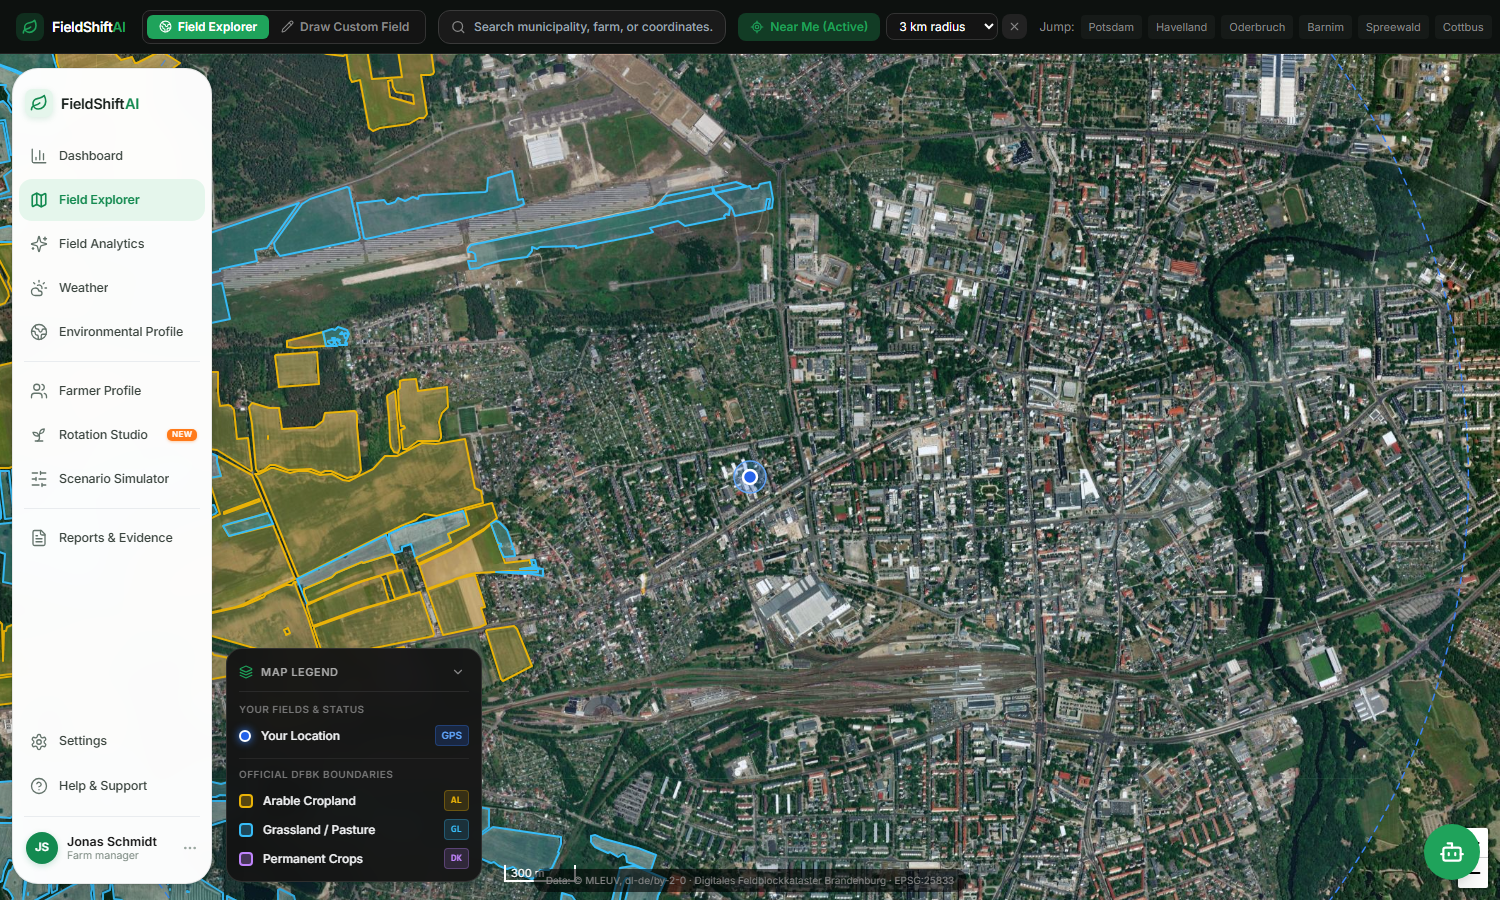 FieldShiftAI
Field Explorer
Draw Custom Field
Search municipality, farm, or coordinates.
Near Me (Active)
3 km radius
Jump:
Potsdam
Havelland
Oderbruch
Barnim
Spreewald
Cottbus
FieldShiftAI
Dashboard
Field Explorer
Field Analytics
Weather
Environmental Profile
Farmer Profile
Rotation Studio
NEW
Scenario Simulator
Reports & Evidence
Settings
Help & Support
JS
Jonas Schmidt
Farm manager
MAP LEGEND
YOUR FIELDS & STATUS
Your Location
GPS
OFFICIAL DFBK BOUNDARIES
Arable Cropland
AL
Grassland / Pasture
GL
Permanent Crops
DK
300 m
Data: © MLEUV, dl-de/by-2-0 · Digitales Feldblockkataster Brandenburg · EPSG:25833